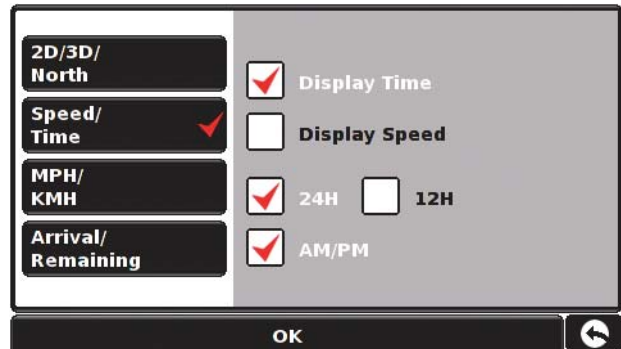 2D/3D/
North
Speed/
Time
MPH/
KMH
Arrival/
Remaining
Display Time
Display Speed
24H 12H
AM/PM
OK